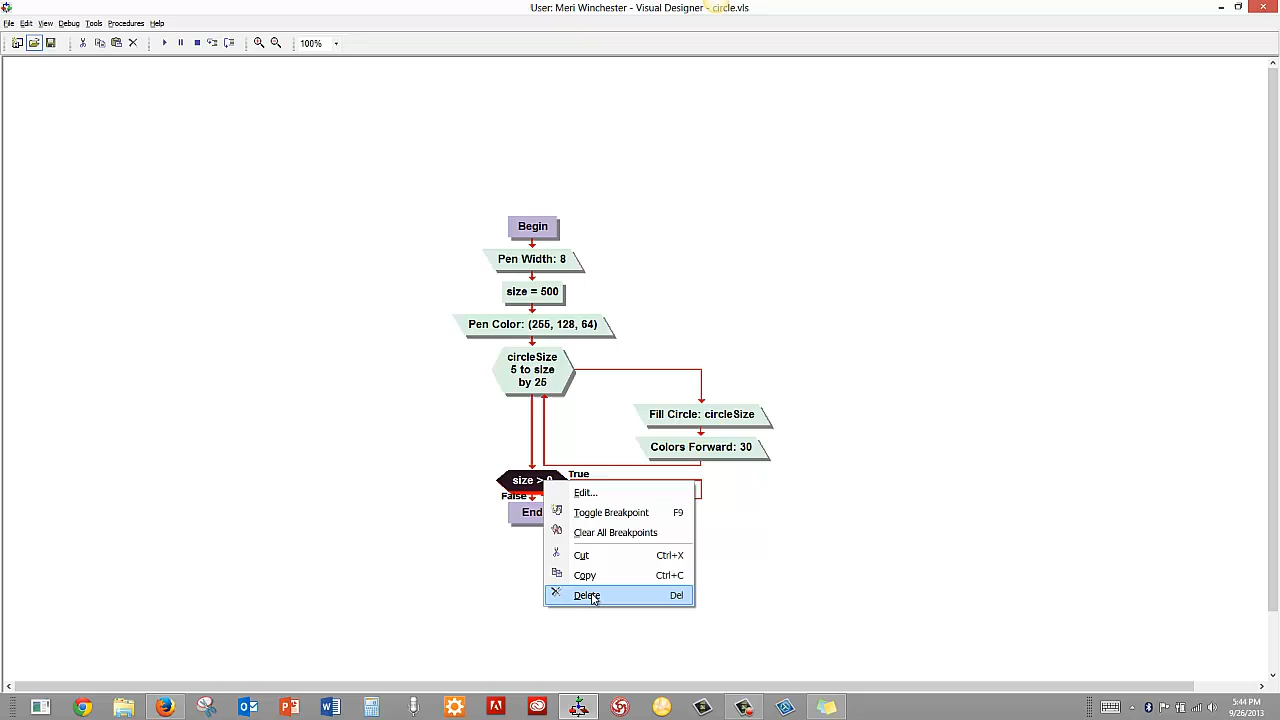 User: Meri Winchester - Visual Designer - circle.vls
File Edit View Debug Tools Procedures Help
100%
Begin
Pen Width: 8
size = 500
Pen Color: (255, 128, 64)
circleSize
5 to size
by 25
Fill Circle: circleSize
Colors Forward: 30
True
size > 0
False
End
Edit...
Toggle Breakpoint F9
Clear All Breakpoints
Cut Ctrl+X
Copy Ctrl+C
Delete Del
5:44 PM
9/26/2013